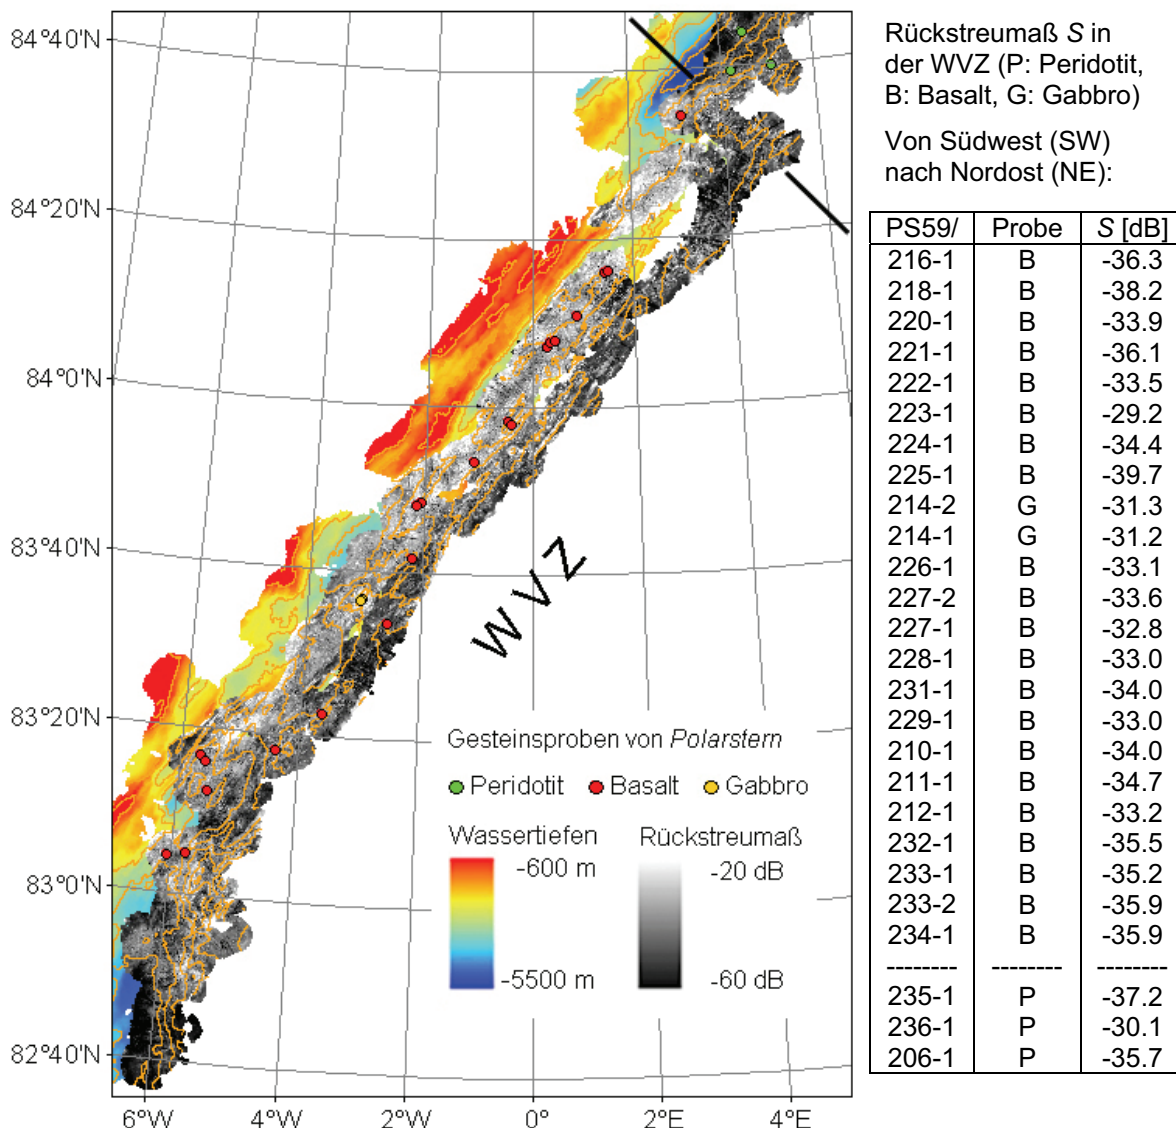 84°40'N
84°20'N
84°0'N
83°40'N
83°20'N
83°0'N
82°40'N
6°W 4°W 2°W 0° 2°E 4°E
WVZ
Gesteinsproben von Polarstern
Peridotit Basalt Gabbro
Wassertiefen Rückstreumaß
-600 m -20 dB
-5500 m -60 dB
Rückstreumaß S in
der WVZ (P: Peridotit,
B: Basalt, G: Gabbro)
Von Südwest (SW)
nach Nordost (NE):
PS59/ Probe S [dB]
216-1 B -36.3
218-1 B -38.2
220-1 B -33.9
221-1 B -36.1
222-1 B -33.5
223-1 B -29.2
224-1 B -34.4
225-1 B -39.7
214-2 G -31.3
214-1 G -31.2
226-1 B -33.1
227-2 B -33.6
227-1 B -32.8
228-1 B -33.0
231-1 B -34.0
229-1 B -33.0
210-1 B -34.0
211-1 B -34.7
212-1 B -33.2
232-1 B -35.5
233-1 B -35.2
233-2 B -35.9
234-1 B -35.9
-------- -------- --------
235-1 P -37.2
236-1 P -30.1
206-1 P -35.7